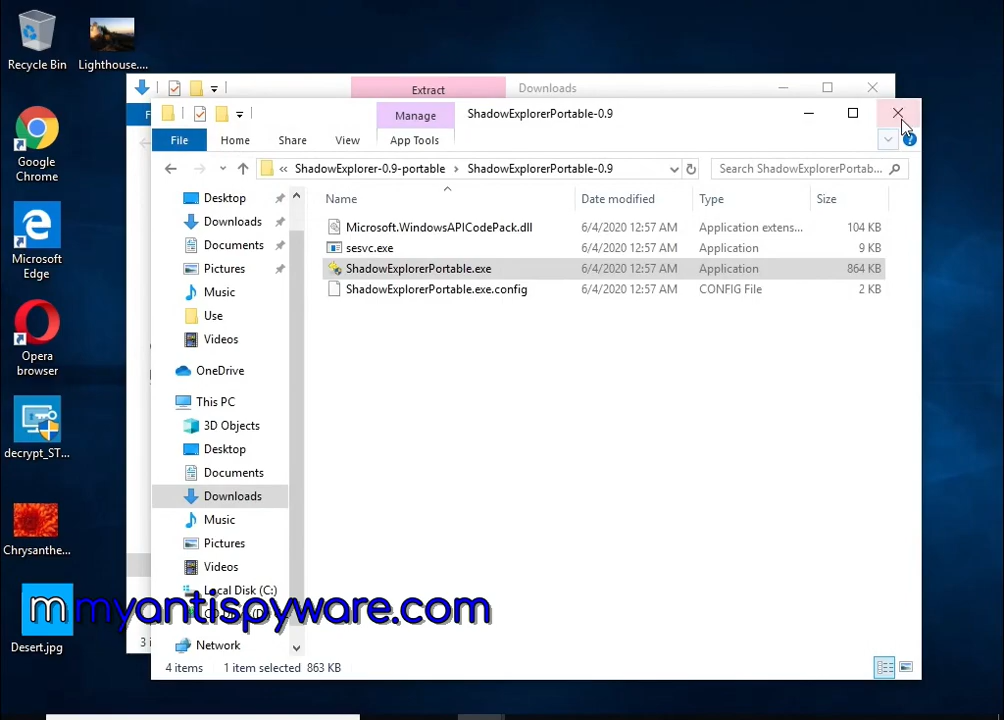 Recycle Bin
Lighthouse....
Google
Chrome
Microsoft
Edge
Opera
browser
decrypt_ST...
Chrysanthe...
Desert.jpg
Extract
Downloads
F
Manage
ShadowExplorerPortable-0.9
File
Home
Share
View
App Tools
« ShadowExplorer-0.9-portable > ShadowExplorerPortable-0.9
Search ShadowExplorerPortab...
Name Date modified Type Size
Microsoft.WindowsAPICodePack.dll 6/4/2020 12:57 AM Application extens... 104 KB
sesvc.exe 6/4/2020 12:57 AM Application 9 KB
ShadowExplorerPortable.exe 6/4/2020 12:57 AM Application 864 KB
ShadowExplorerPortable.exe.config 6/4/2020 12:57 AM CONFIG File 2 KB
Desktop
Downloads
Documents
Pictures
Music
Use
Videos
OneDrive
This PC
3D Objects
Desktop
Documents
Downloads
Music
Pictures
Videos
Local Disk (C:)
Network
m
myantispyware.com
3 i
4 items 1 item selected 863 KB